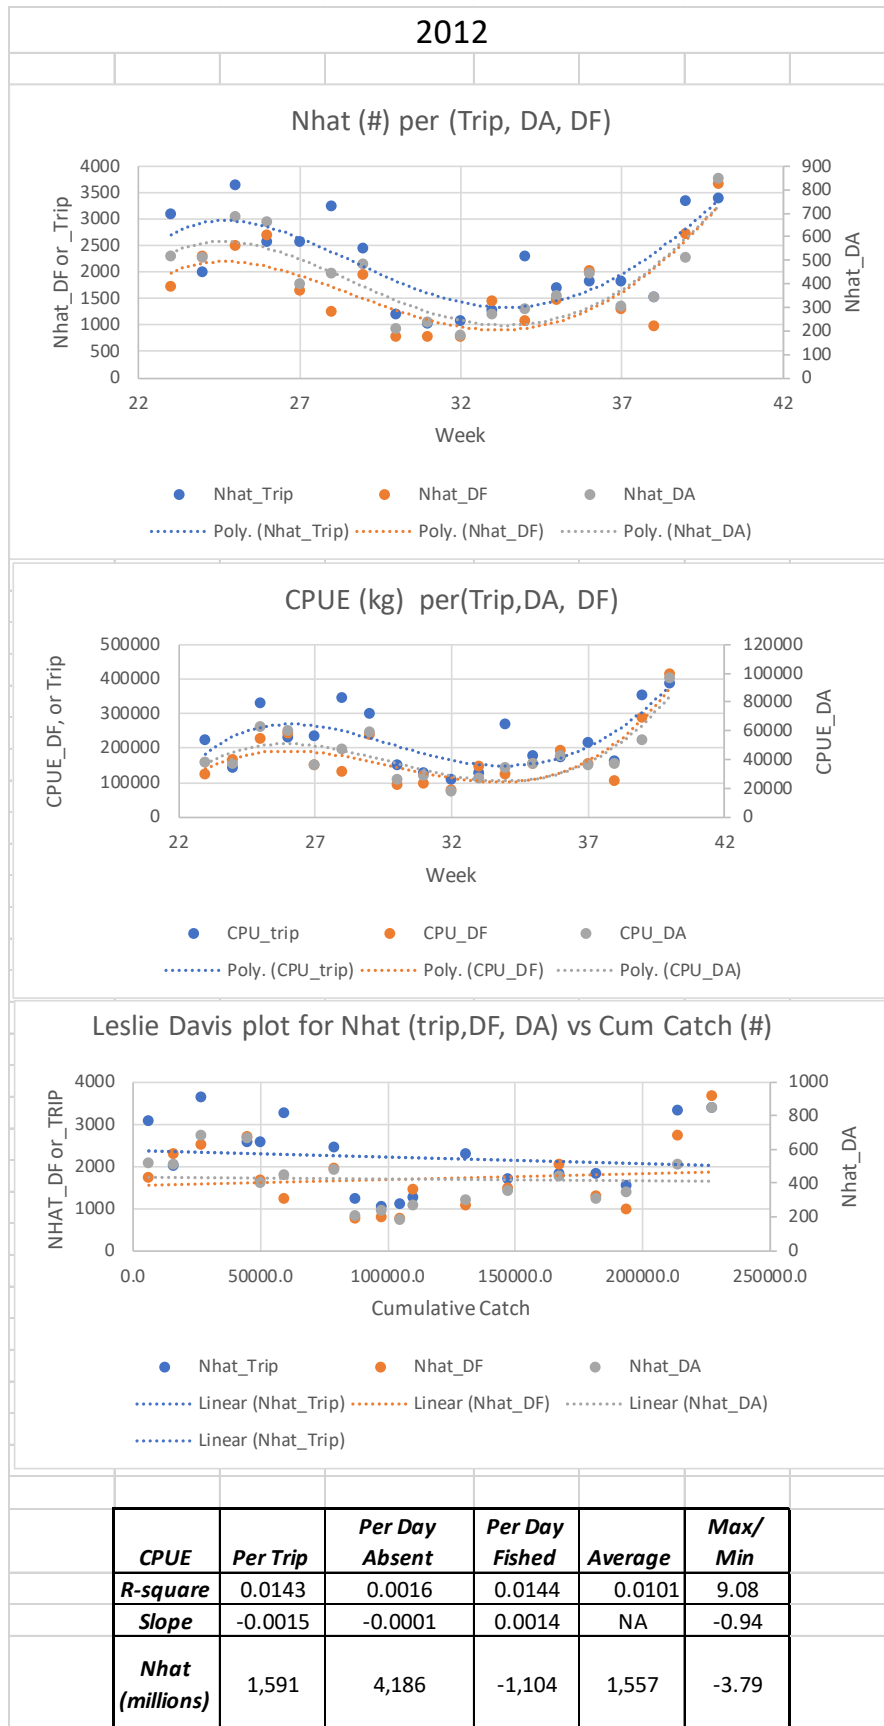 2012
Nhat (#) per (Trip, DA, DF)
Nhat_DF or _Trip
4000
3500
3000
2500
2000
1500
1000
500
0
900
800
700
600
500
400
300
200
100
0
Nhat_DA
22 27 32 37 42
Week
Nhat_Trip Nhat_DF Nhat_DA
Poly. (Nhat_Trip) Poly. (Nhat_DF) Poly. (Nhat_DA)
CPUE (kg) per(Trip,DA, DF)
CPUE_DF, or Trip
500000
400000
300000
200000
100000
0
120000
100000
80000
60000
40000
20000
0
CPUE_DA
22 27 32 37 42
Week
CPU_trip CPU_DF CPU_DA
Poly. (CPU_trip) Poly. (CPU_DF) Poly. (CPU_DA)
Leslie Davis plot for Nhat (trip,DF, DA) vs Cum Catch (#)
NHAT_DF or _TRIP
4000
3000
2000
1000
0
1000
800
600
400
200
0
Nhat_DA
0.0 50000.0 100000.0 150000.0 200000.0 250000.0
Cumulative Catch
Nhat_Trip Nhat_DF Nhat_DA
Linear (Nhat_Trip) Linear (Nhat_DF) Linear (Nhat_DA)
Linear (Nhat_Trip)
CPUE Per Trip Per Day Absent Per Day Fished Average Max/ Min
R-square 0.0143 0.0016 0.0144 0.0101 9.08
Slope -0.0015 -0.0001 0.0014 NA -0.94
Nhat (millions) 1,591 4,186 -1,104 1,557 -3.79